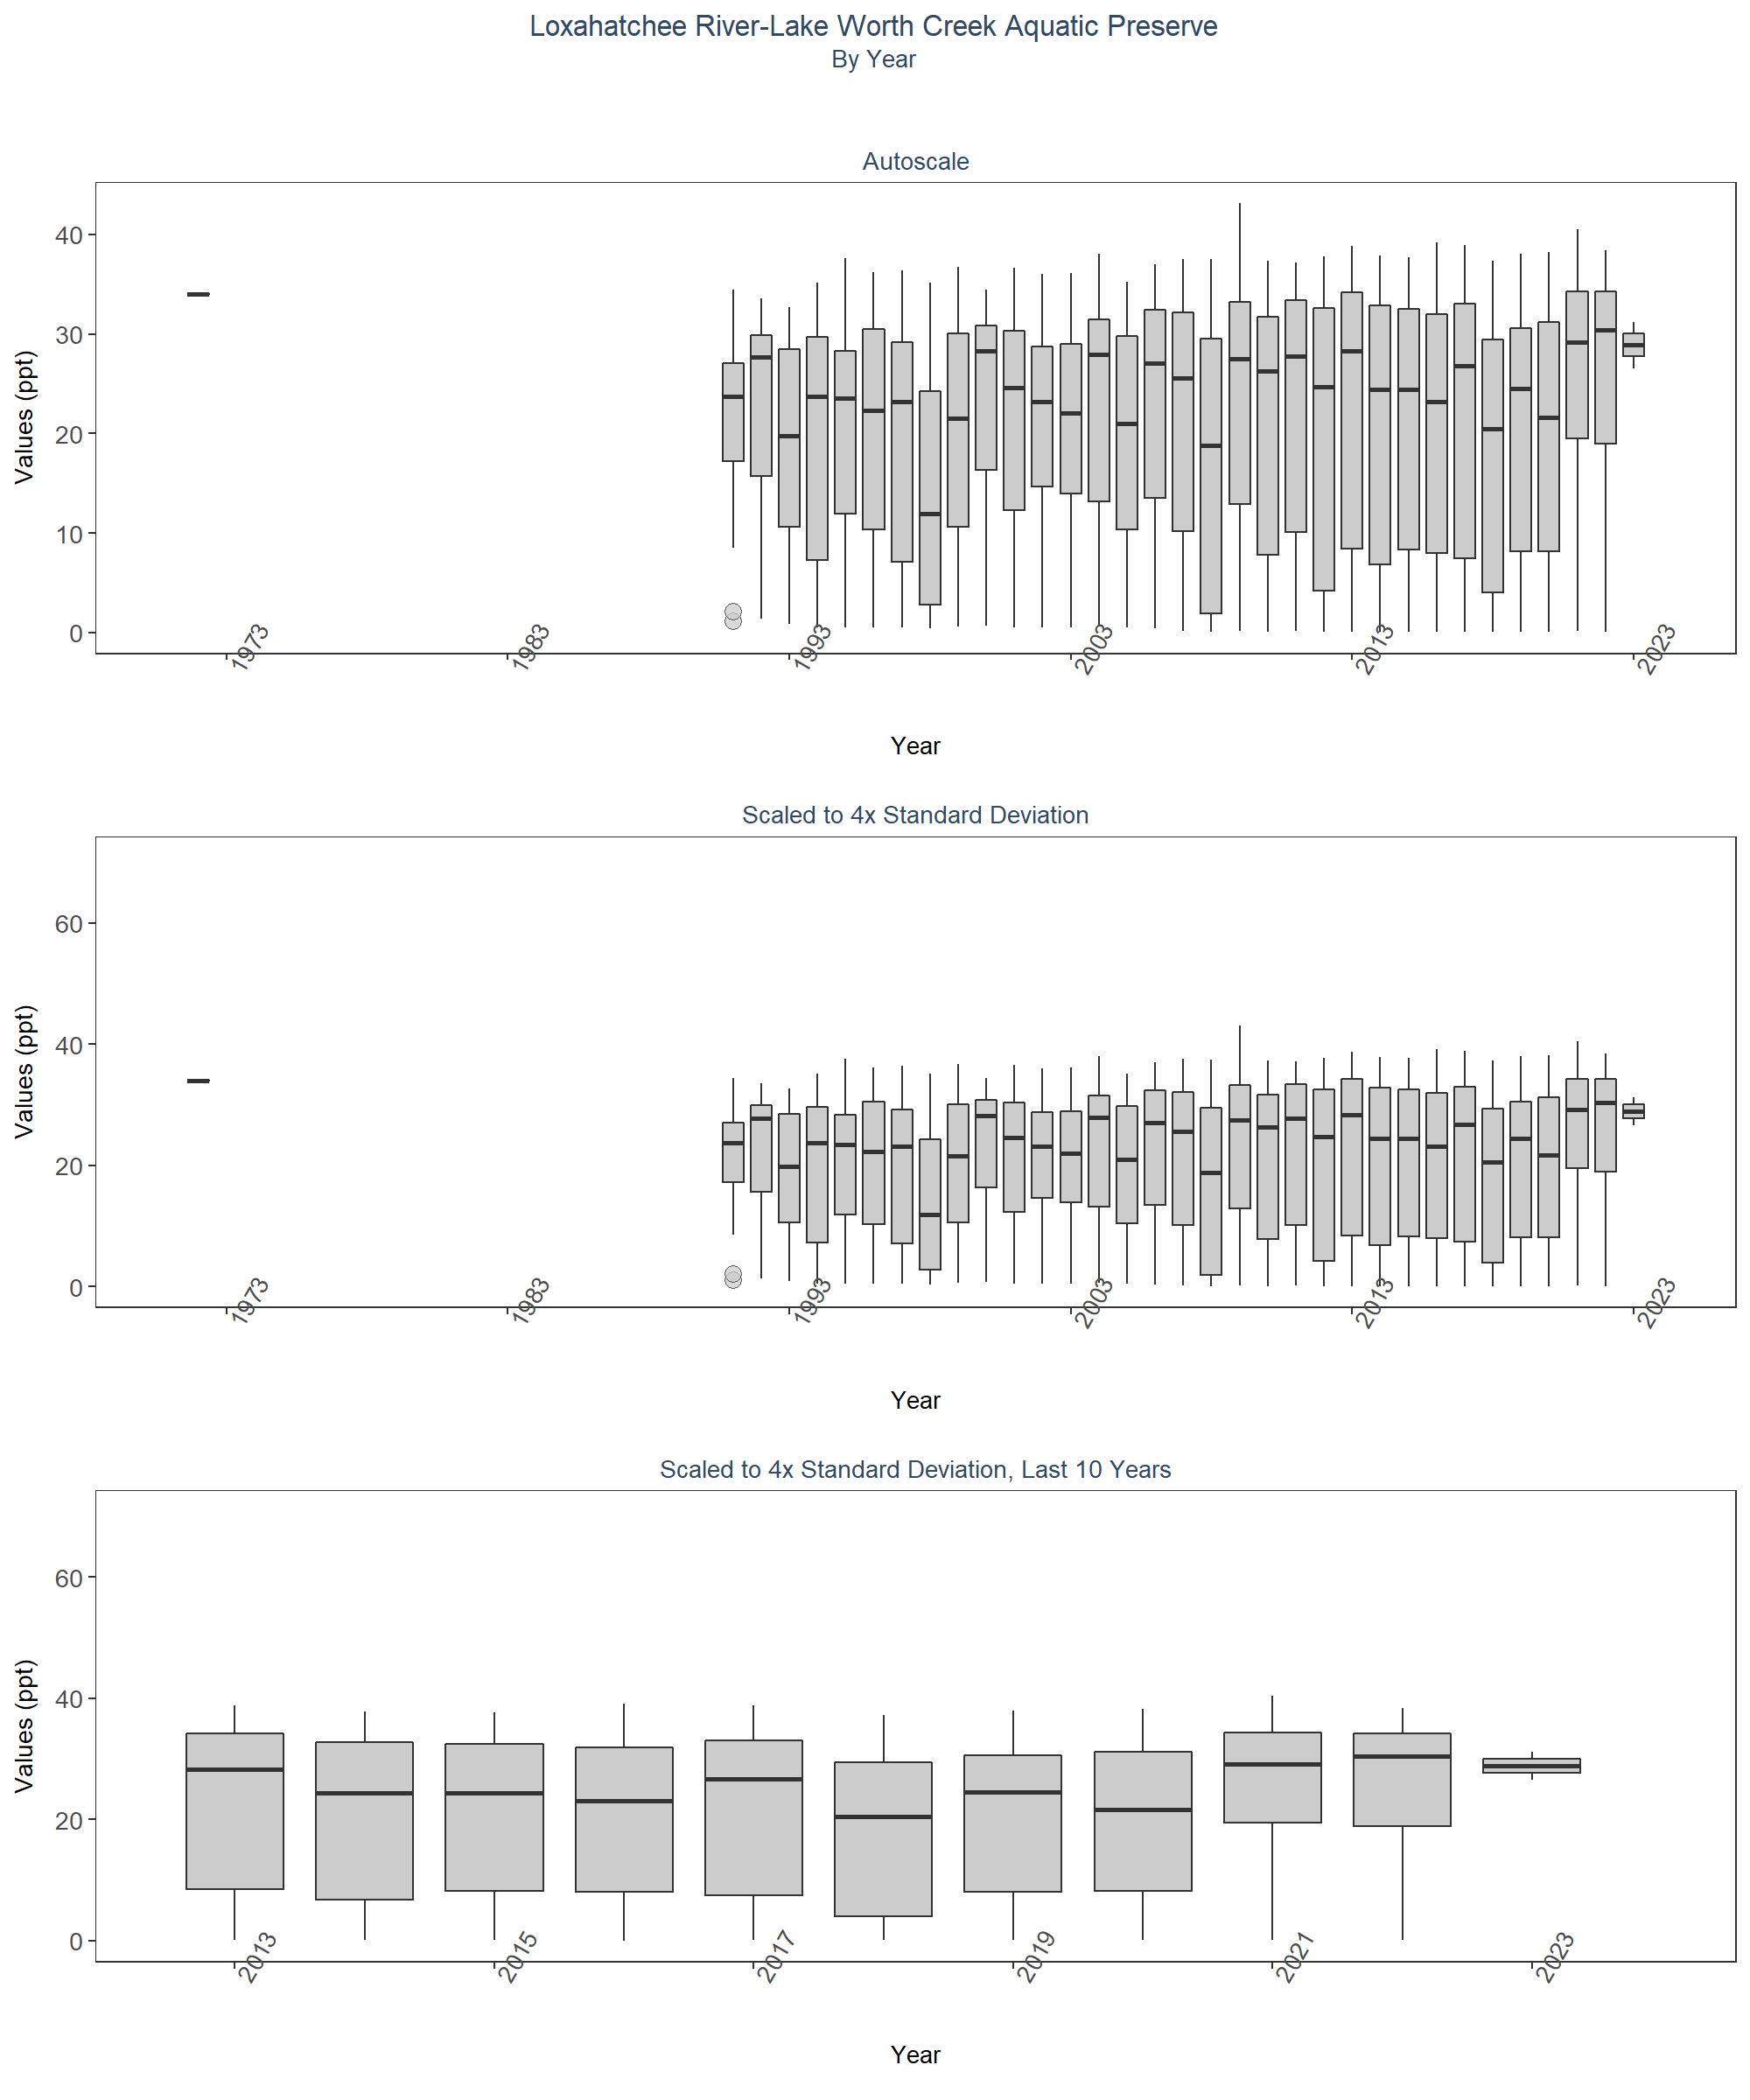 Loxahatchee River-Lake Worth Creek Aquatic Preserve
By Year
Autoscale
Values (ppt)
40
30
20
10
0
1973
1983
1993
2003
2013
2023
Year
Scaled to 4x Standard Deviation
Values (ppt)
60
40
20
0
1973
1983
1993
2003
2013
2023
Year
Scaled to 4x Standard Deviation, Last 10 Years
Values (ppt)
60
40
20
0
2013
2015
2017
2019
2021
2023
Year